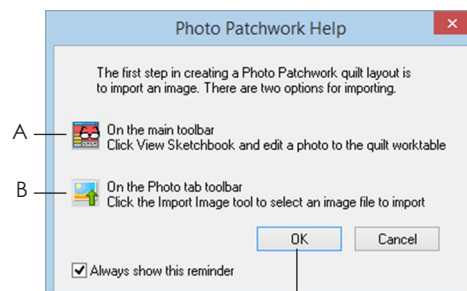 Photo Patchwork Help
The first step in creating a Photo Patchwork quilt layout is
to import an image. There are two options for importing.
A
On the main toolbar
Click View Sketchbook and edit a photo to the quilt worktable
B
On the Photo tab toolbar
Click the Import Image tool to select an image file to import
OK
Cancel
Always show this reminder